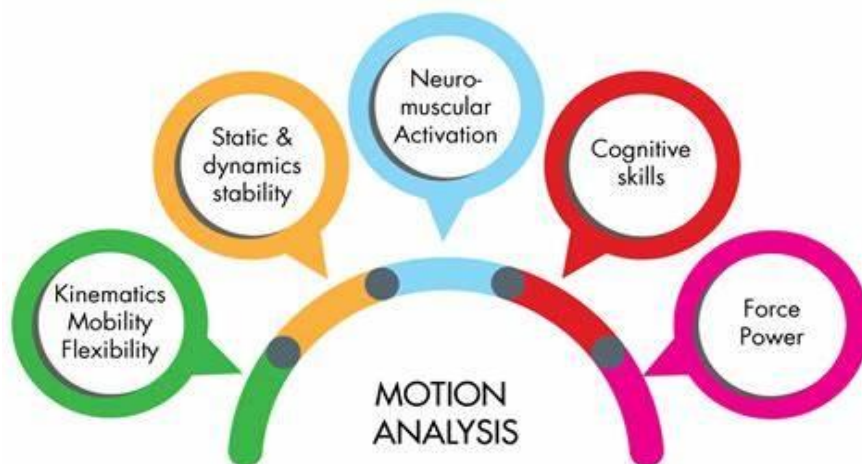 Kinematics
Mobility
Flexibility
Static &
dynamics
stability
Neuro-
muscular
Activation
Cognitive
skills
Force
Power
MOTION
ANALYSIS